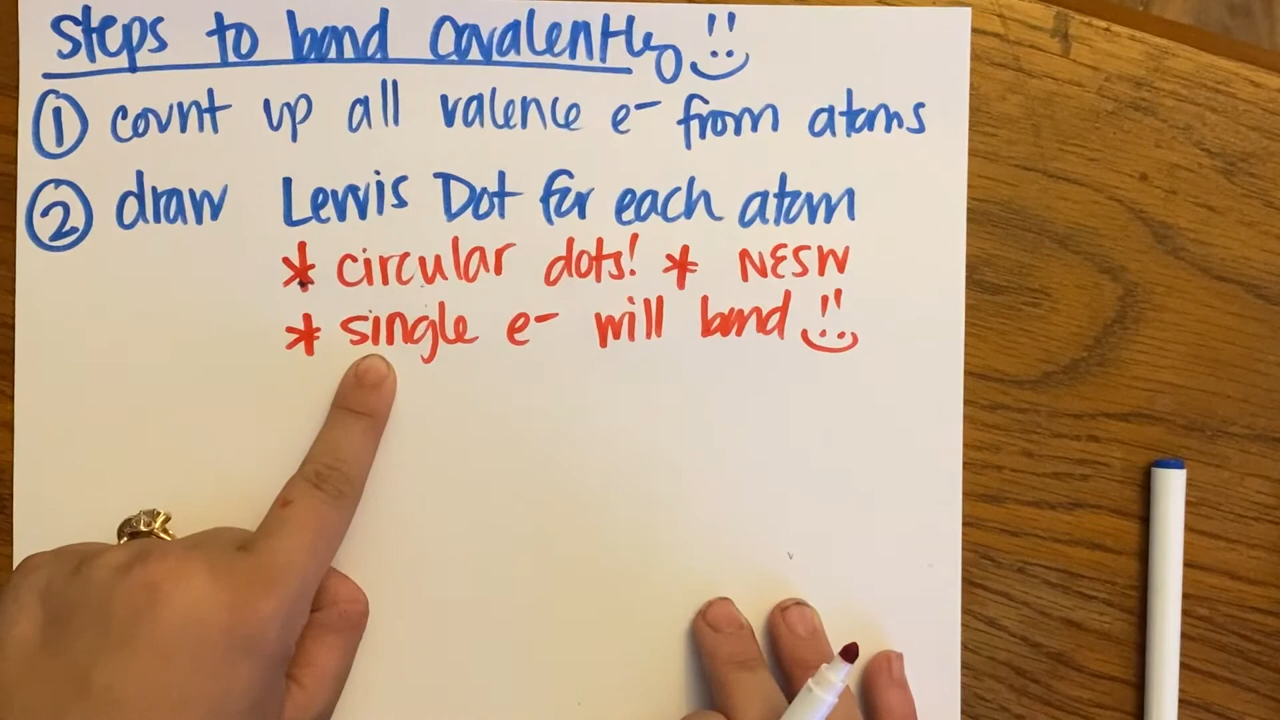 steps to bond covalently
① count up all valence e- from atoms
② draw Lewis Dot for each atom
* circular dots! * NESW
* single e- will bond